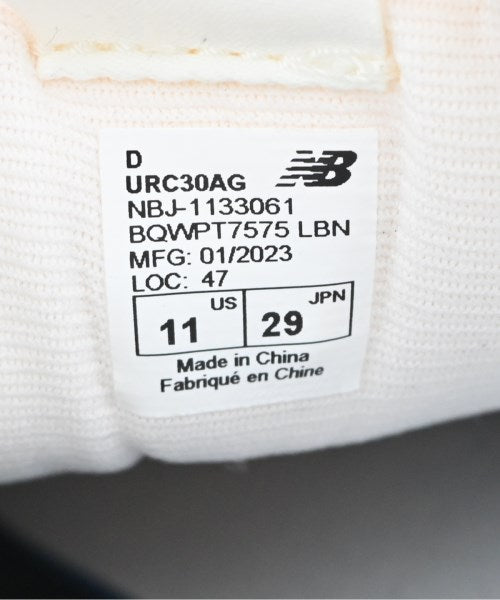 D
URC30AG
NB
NBJ-1133061
BQWPT7575 LBN
MFG: 01/2023
LOC: 47
US JPN
11 29
Made in China
Fabriqué en Chine